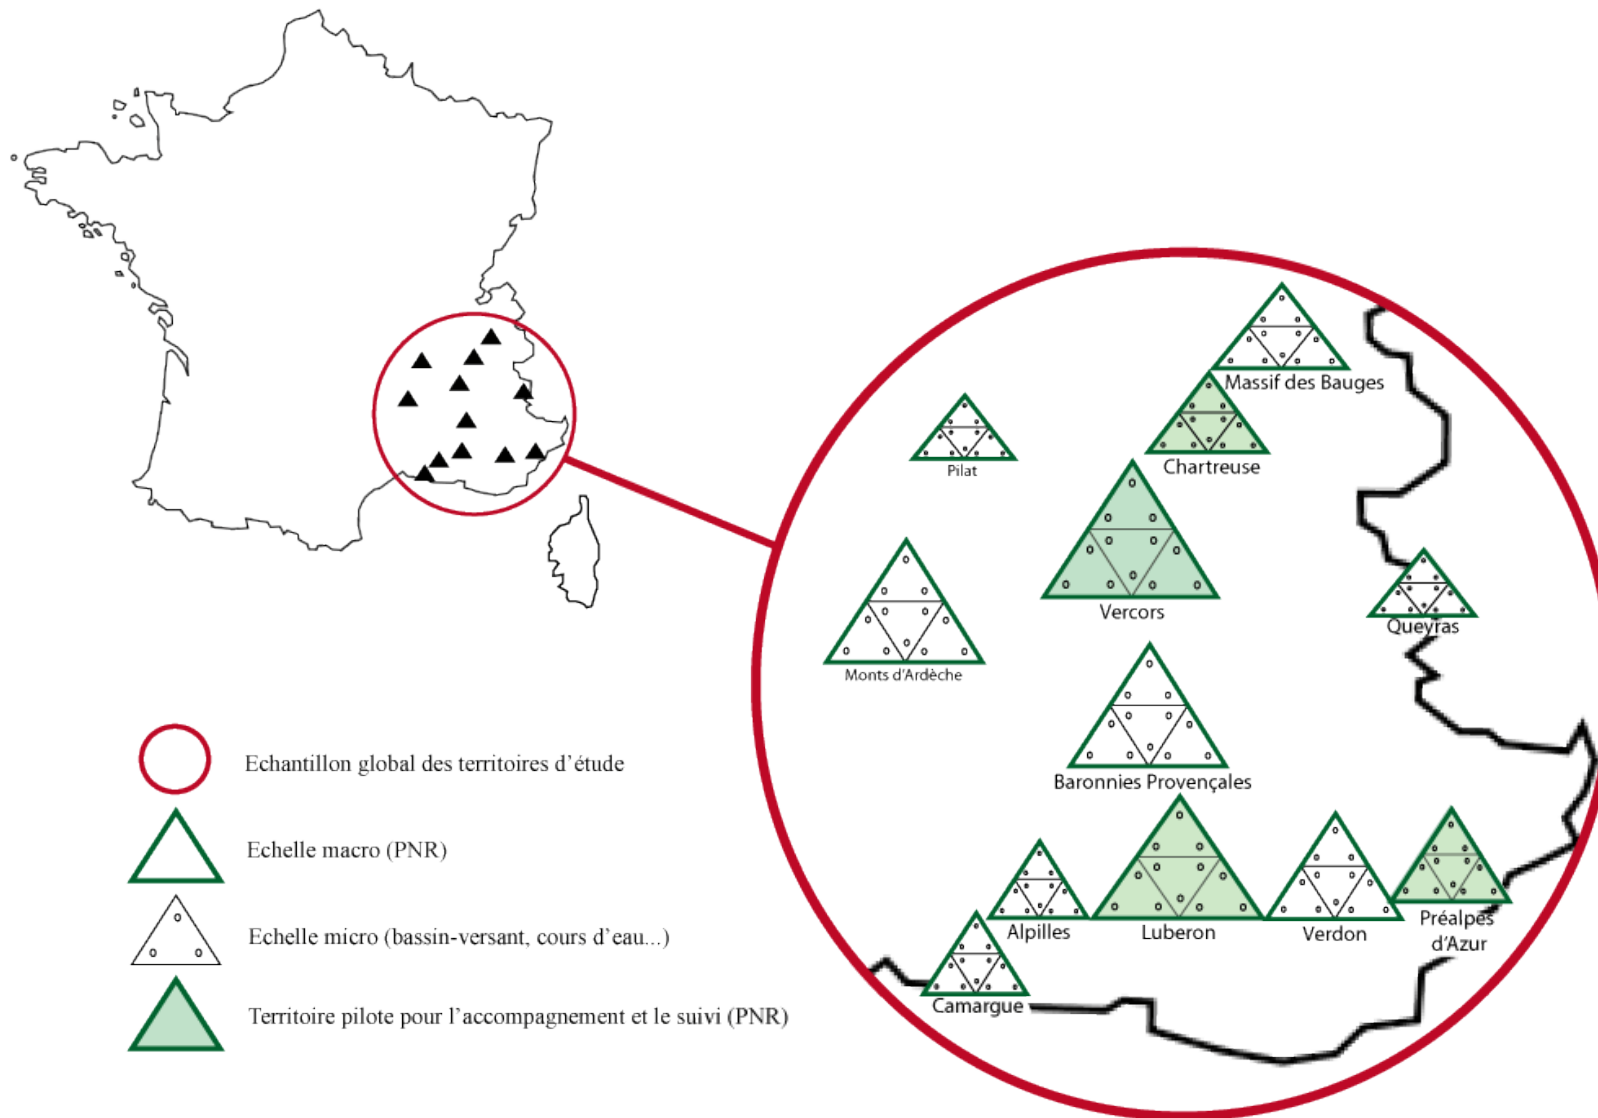 Massif des Bauges
Pilat
Chartreuse
Vercors
Queyras
Monts d'Ardèche
Baronnies Provençales
Alpilles
Luberon
Verdon
Préalpes
d'Azur
Camargue
Echantillon global des territoires d'étude
Echelle macro (PNR)
Echelle micro (bassin-versant, cours d'eau...)
Territoire pilote pour l'accompagnement et le suivi (PNR)